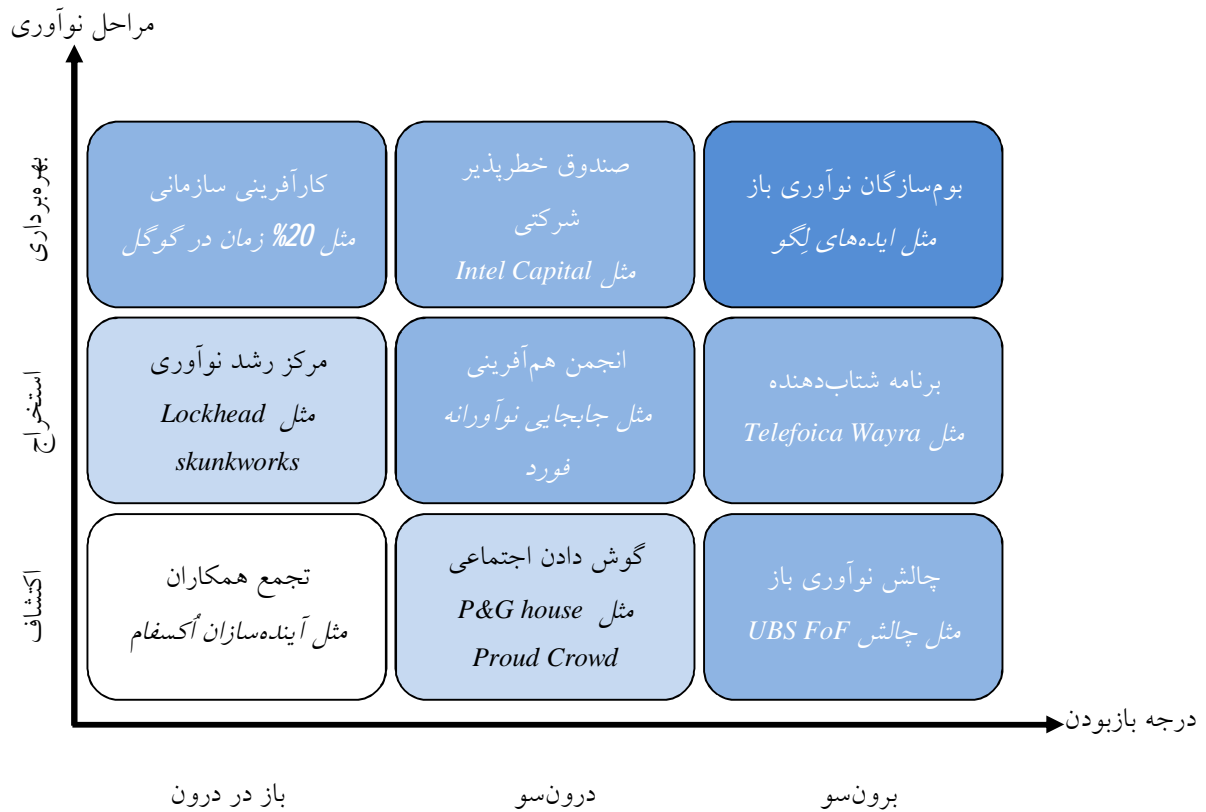 مراحل نوآوری
بهره‌برداری
کارآفرینی سازمانی
مثل 20% زمان در گوگل
صندوق خطرپذیر
شرکتی
مثل Intel Capital
بوم‌سازگان نوآوری باز
مثل ایده‌های لِگو
استخراج
مرکز رشد نوآوری
مثل Lockhead
skunkworks
انجمن هم‌آفرینی
مثل جابجایی نوآورانه
فورد
برنامه شتاب‌دهنده
مثل Telefoica Wayra
اکتشاف
تجمع همکاران
مثل آینده‌سازان اُکسفام
گوش دادن اجتماعی
مثل P&G house
Proud Crowd
چالش نوآوری باز
مثل چالش UBS FoF
درجه بازبودن
باز در درون
درون‌سو
برون‌سو